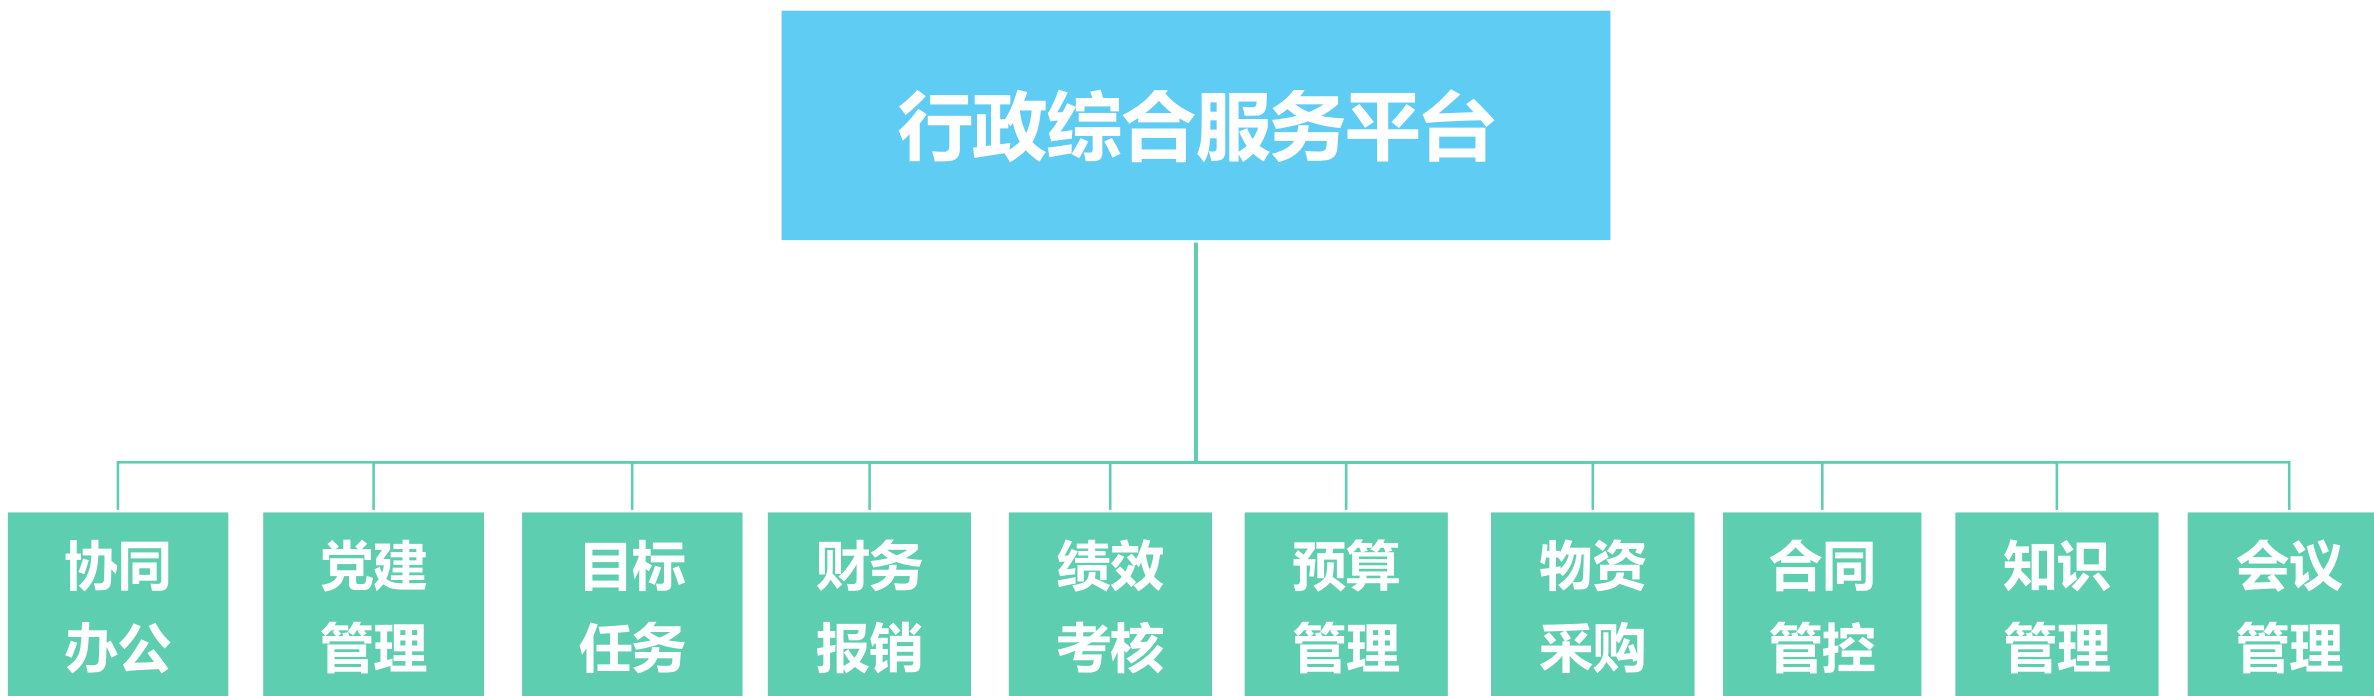 行政综合服务平台
协同
办公
党建
管理
目标
任务
财务
报销
绩效
考核
预算
管理
物资
采购
合同
管控
知识
管理
会议
管理